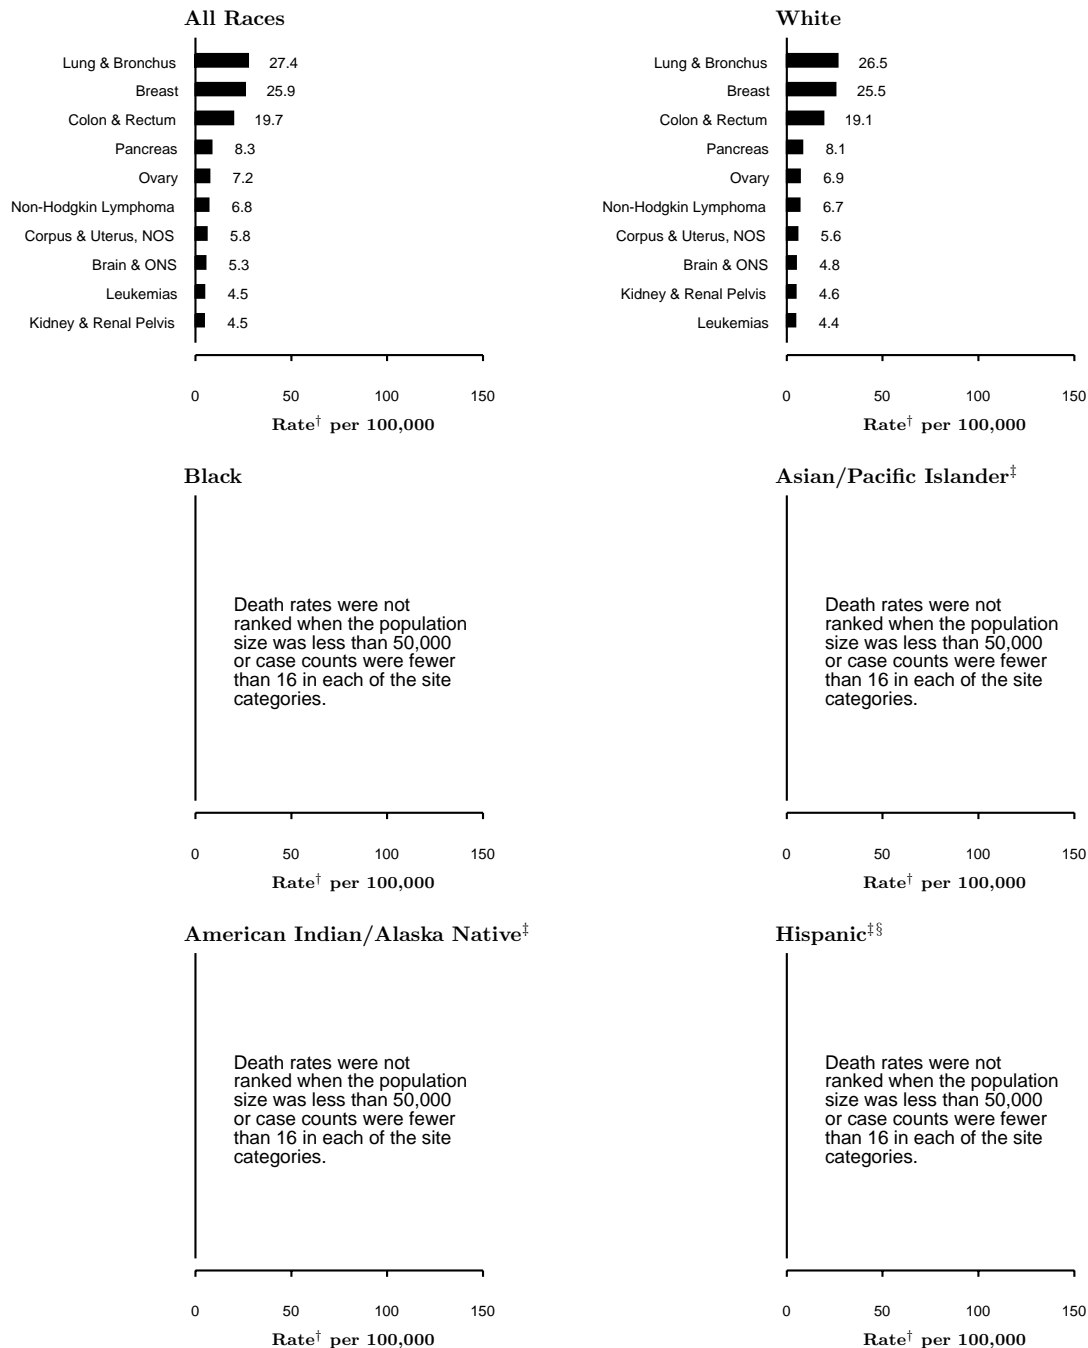 All Races
Lung & Bronchus 27.4
Breast 25.9
Colon & Rectum 19.7
Pancreas 8.3
Ovary 7.2
Non-Hodgkin Lymphoma 6.8
Corpus & Uterus, NOS 5.8
Brain & ONS 5.3
Leukemias 4.5
Kidney & Renal Pelvis 4.5
0 50 100 150
Rate† per 100,000
White
Lung & Bronchus 26.5
Breast 25.5
Colon & Rectum 19.1
Pancreas 8.1
Ovary 6.9
Non-Hodgkin Lymphoma 6.7
Corpus & Uterus, NOS 5.6
Brain & ONS 4.8
Kidney & Renal Pelvis 4.6
Leukemias 4.4
0 50 100 150
Rate† per 100,000
Black
Death rates were not
ranked when the population
size was less than 50,000
or case counts were fewer
than 16 in each of the site
categories.
0 50 100 150
Rate† per 100,000
Asian/Pacific Islander‡
Death rates were not
ranked when the population
size was less than 50,000
or case counts were fewer
than 16 in each of the site
categories.
0 50 100 150
Rate† per 100,000
American Indian/Alaska Native‡
Death rates were not
ranked when the population
size was less than 50,000
or case counts were fewer
than 16 in each of the site
categories.
0 50 100 150
Rate† per 100,000
Hispanic‡§
Death rates were not
ranked when the population
size was less than 50,000
or case counts were fewer
than 16 in each of the site
categories.
0 50 100 150
Rate† per 100,000